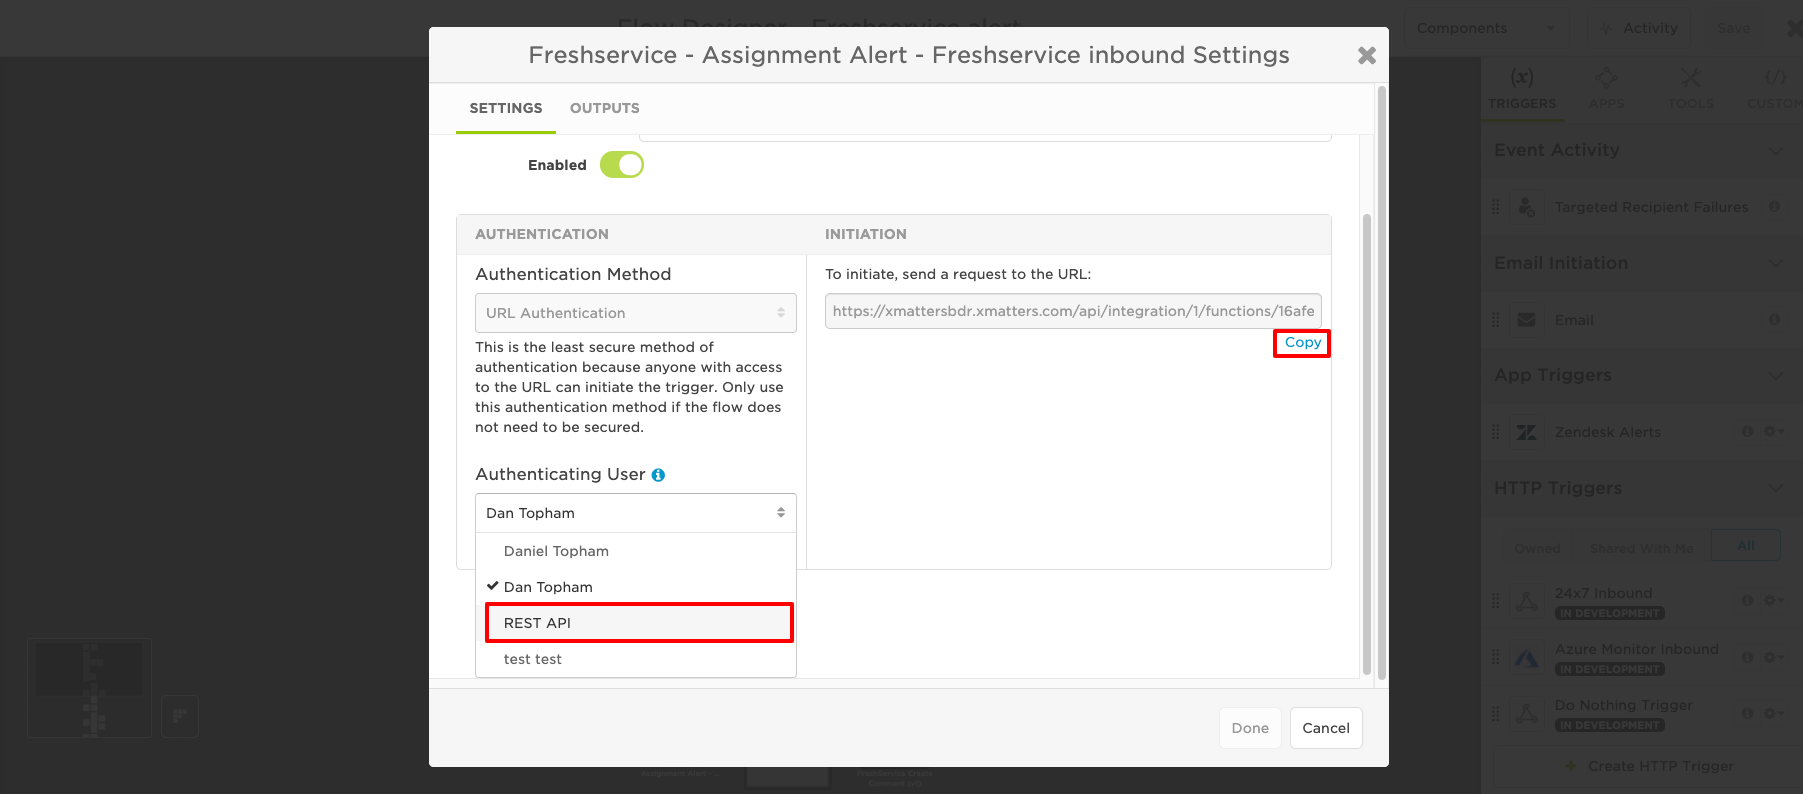 Flow Designer - Freshservice alert
Components
Activity
Save
Freshservice - Assignment Alert - Freshservice inbound Settings
SETTINGS
OUTPUTS
Enabled
AUTHENTICATION
INITIATION
Authentication Method
URL Authentication
This is the least secure method of
authentication because anyone with access
to the URL can initiate the trigger. Only use
this authentication method if the flow does
not need to be secured.
To initiate, send a request to the URL:
https://xmattersbdr.xmatters.com/api/integration/1/functions/16afe
Copy
Authenticating User
Dan Topham
Daniel Topham
Dan Topham
REST API
test test
Done
Cancel
TRIGGERS
APPS
TOOLS
CUSTOM
Event Activity
Targeted Recipient Failures
Email Initiation
Email
App Triggers
Zendesk Alerts
HTTP Triggers
Owned
Shared With Me
All
24x7 Inbound
IN DEVELOPMENT
Azure Monitor Inbound
IN DEVELOPMENT
Do Nothing Trigger
IN DEVELOPMENT
+ Create HTTP Trigger
Assignment Alert -...
Freshservice Create